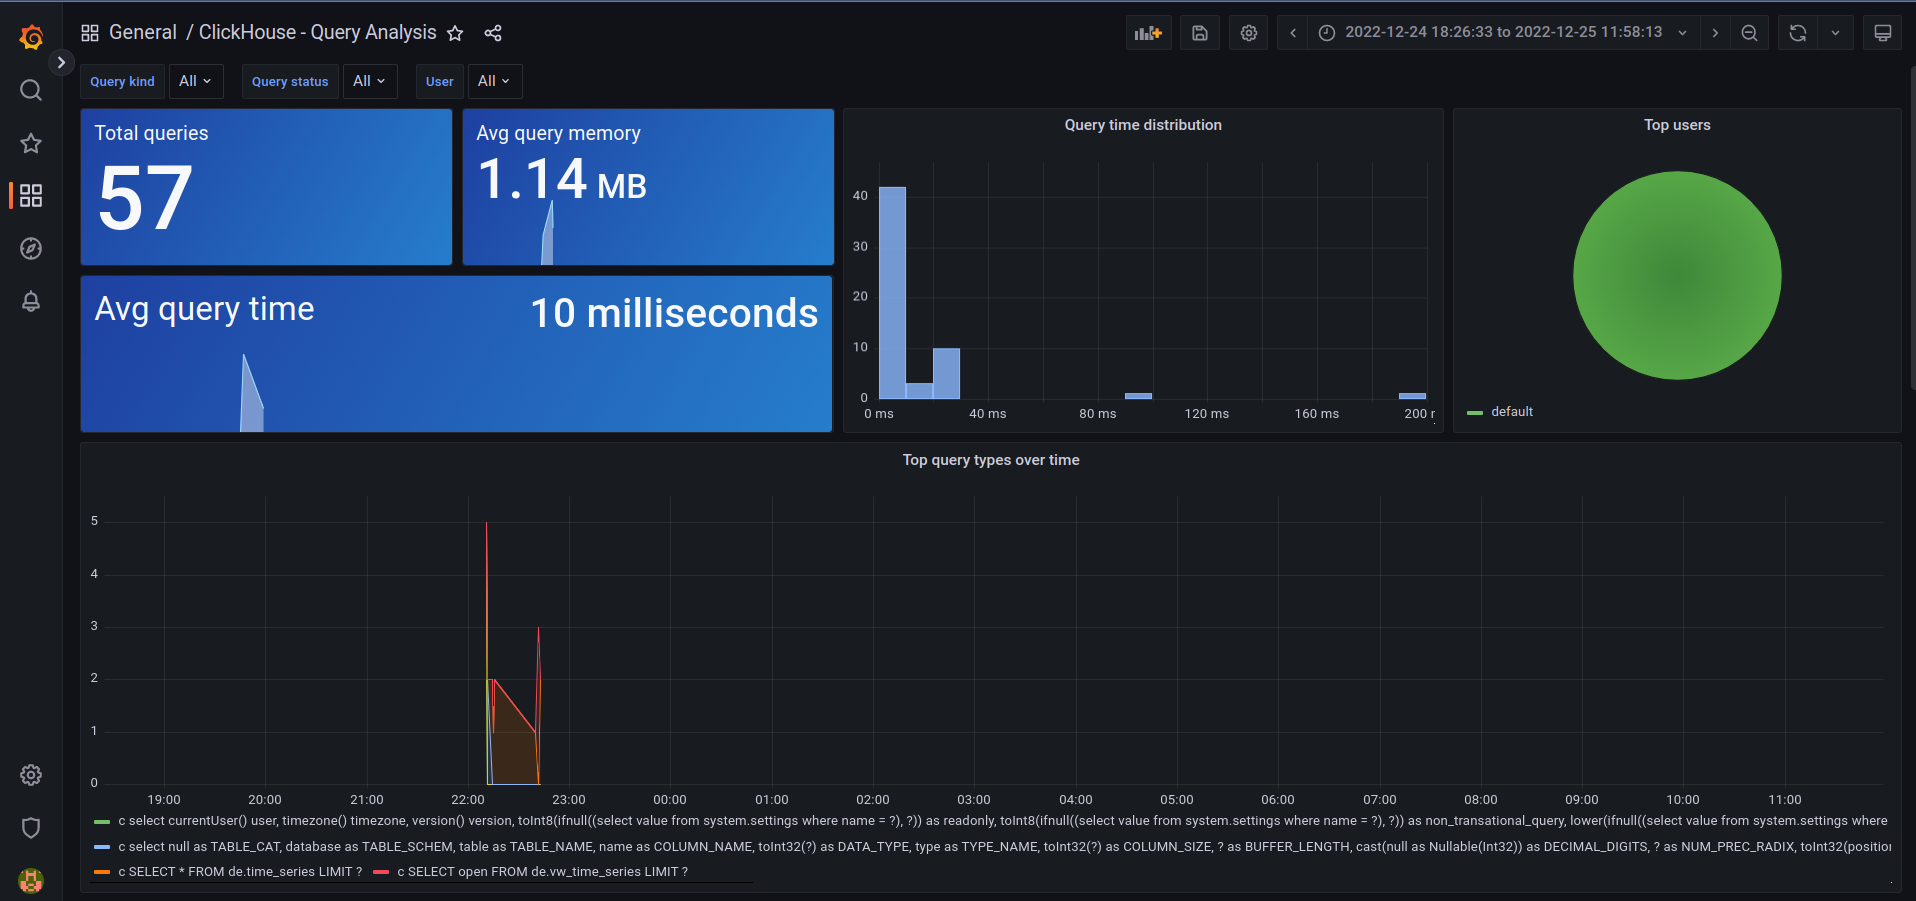 General / ClickHouse - Query Analysis
2022-12-24 18:26:33 to 2022-12-25 11:58:13
Query kind All Query status All User All
Total queries
57
Avg query memory
1.14 MB
Avg query time
10 milliseconds
Query time distribution
40
30
20
10
0
0 ms 40 ms 80 ms 120 ms 160 ms 200
Top users
default
Top query types over time
5
4
3
2
1
0
19:00 20:00 21:00 22:00 23:00 00:00 01:00 02:00 03:00 04:00 05:00 06:00 07:00 08:00 09:00 10:00 11:00
c select currentUser() user, timezone() timezone, version() version, toInt8(ifnull((select value from system.settings where name = ?), ?)) as readonly, toInt8(ifnull((select value from system.settings where name = ?), ?)) as non_transational_query, lower(ifnull((select value from system.settings where
c select null as TABLE_CAT, database as TABLE_SCHEM, table as TABLE_NAME, name as COLUMN_NAME, toInt32(?) as DATA_TYPE, type as TYPE_NAME, toInt32(?) as COLUMN_SIZE, ? as BUFFER_LENGTH, cast(null as Nullable(Int32)) as DECIMAL_DIGITS, ? as NUM_PREC_RADIX, toInt32(position
c SELECT * FROM de.time_series LIMIT ? c SELECT open FROM de.vw_time_series LIMIT ?